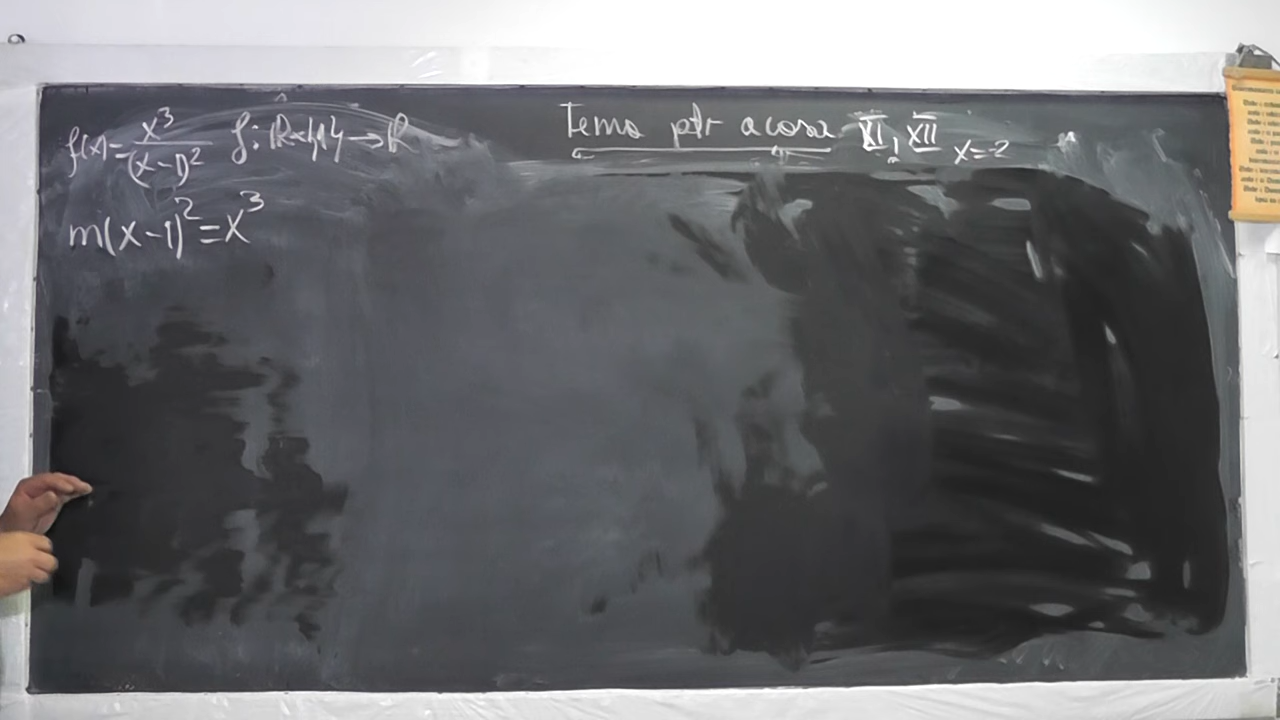 f(x)=x³/(x-1)² f: R\{1}→R
m(x-1)²=x³
Tema ptr acasa XI, XII x=-2